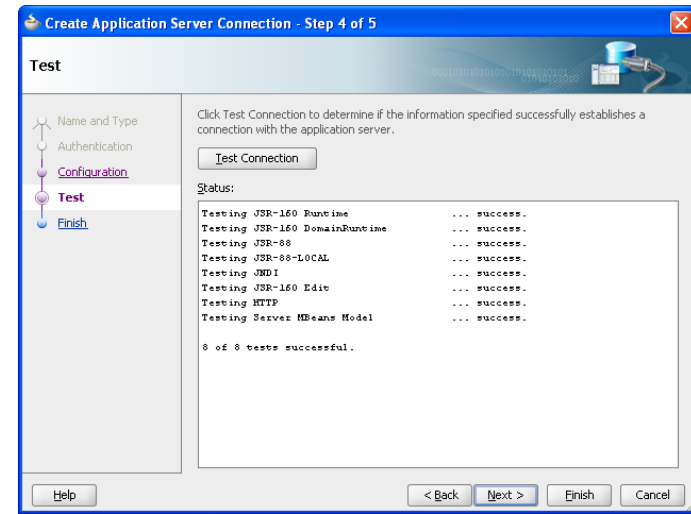 Create Application Server Connection - Step 4 of 5
Test
Name and Type
Authentication
Configuration
Test
Finish
Click Test Connection to determine if the information specified successfully establishes a
connection with the application server.
Test Connection
Status:
Testing JSR-160 Runtime ... success.
Testing JSR-160 DomainRuntime ... success.
Testing JSR-88 ... success.
Testing JSR-88-LOCAL ... success.
Testing JNDI ... success.
Testing JSR-160 Edit ... success.
Testing HTTP ... success.
Testing Server MBeans Model ... success.
8 of 8 tests successful.
Help
< Back
Next >
Finish
Cancel